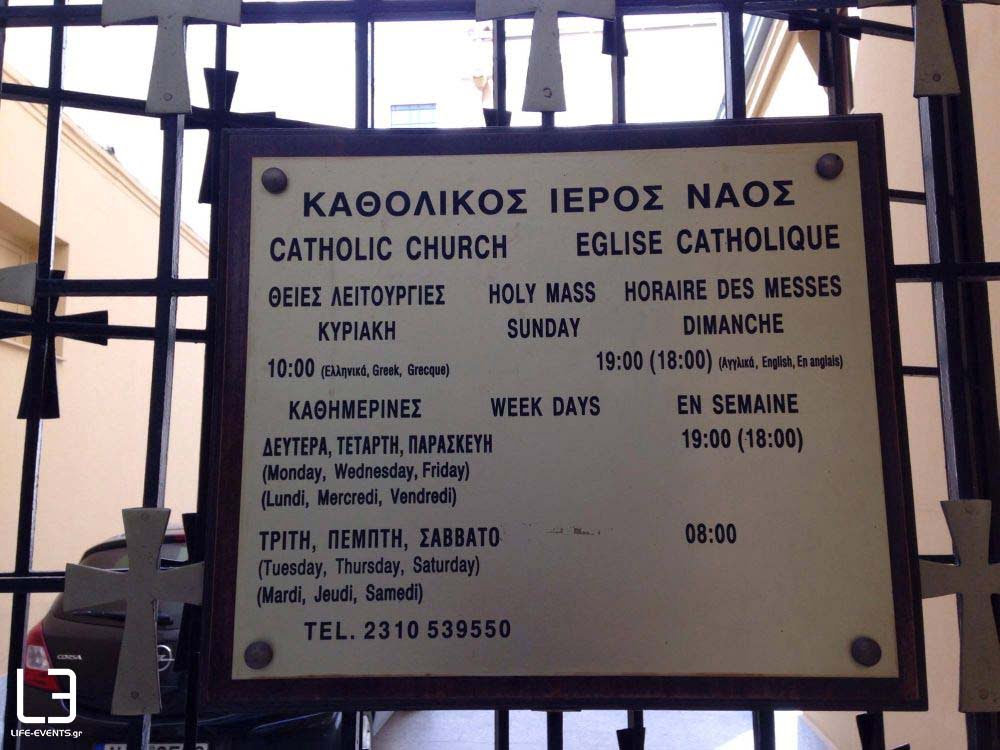 ΚΑΘΟΛΙΚΟΣ ΙΕΡΟΣ ΝΑΟΣ
CATHOLIC CHURCH EGLISE CATHOLIQUE
ΘΕΙΕΣ ΛΕΙΤΟΥΡΓΙΕΣ HOLY MASS HORAIRE DES MESSES
ΚΥΡΙΑΚΗ SUNDAY DIMANCHE
10:00 (Ελληνικά, Greek, Grecque) 19:00 (18:00) (Αγγλικά, English, En anglais)
ΚΑΘΗΜΕΡΙΝΕΣ WEEK DAYS EN SEMAINE
ΔΕΥΤΕΡΑ, ΤΕΤΑΡΤΗ, ΠΑΡΑΣΚΕΥΗ 19:00 (18:00)
(Monday, Wednesday, Friday)
(Lundi, Mercredi, Vendredi)
ΤΡΙΤΗ, ΠΕΜΠΤΗ, ΣΑΒΒΑΤΟ 08:00
(Tuesday, Thursday, Saturday)
(Mardi, Jeudi, Samedi)
TEL. 2310 539550
CORSA
LIFE-EVENTS.gr